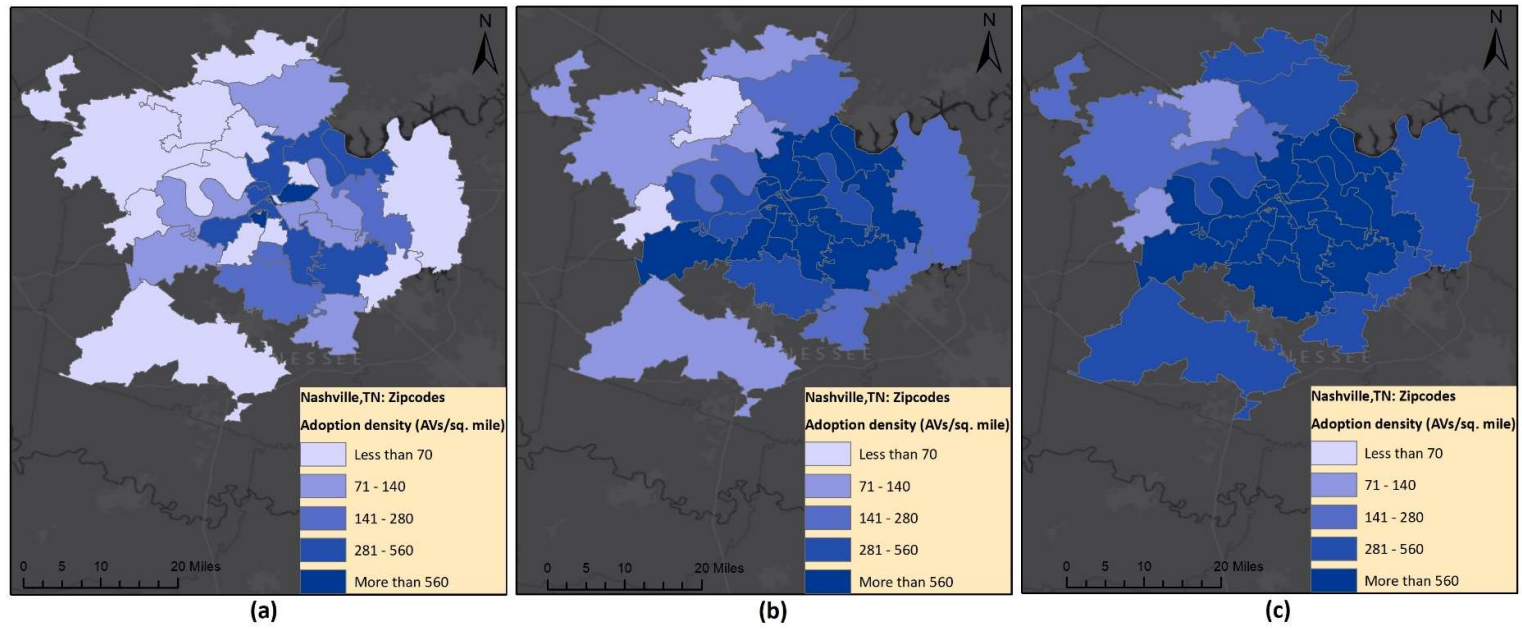 N
Nashville,TN: Zipcodes
Adoption density (AVs/sq. mile)
Less than 70
71 - 140
141 - 280
281 - 560
More than 560
0 5 10 20 Miles
(a)
N
ESSEE
Nashville,TN: Zipcodes
Adoption density (AVs/sq. mile)
Less than 70
71 - 140
141 - 280
281 - 560
More than 560
0 5 10 20 Miles
(b)
N
Nashville,TN: Zipcodes
Adoption density (AVs/sq. mile)
Less than 70
71 - 140
141 - 280
281 - 560
More than 560
0 5 10 20 Miles
(c)